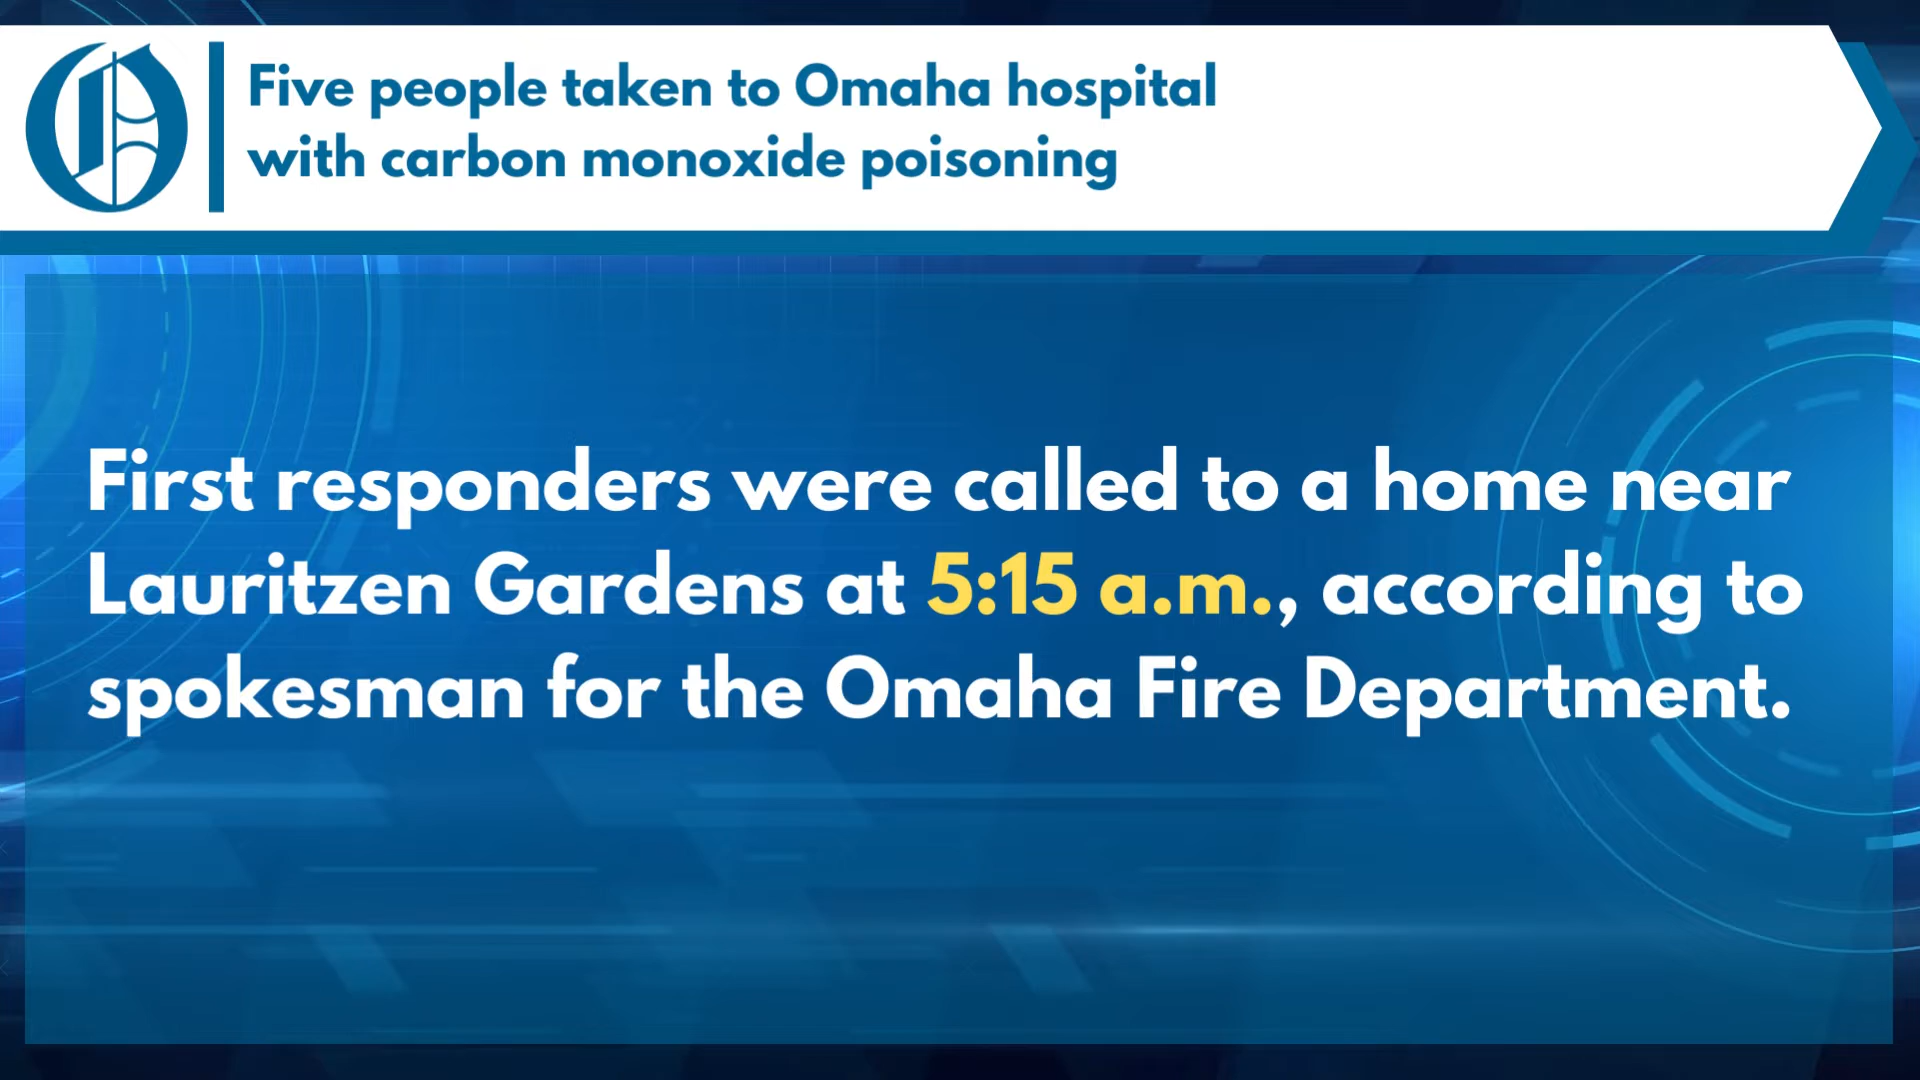 O
Five people taken to Omaha hospital
with carbon monoxide poisoning
First responders were called to a home near
Lauritzen Gardens at 5:15 a.m., according to
spokesman for the Omaha Fire Department.